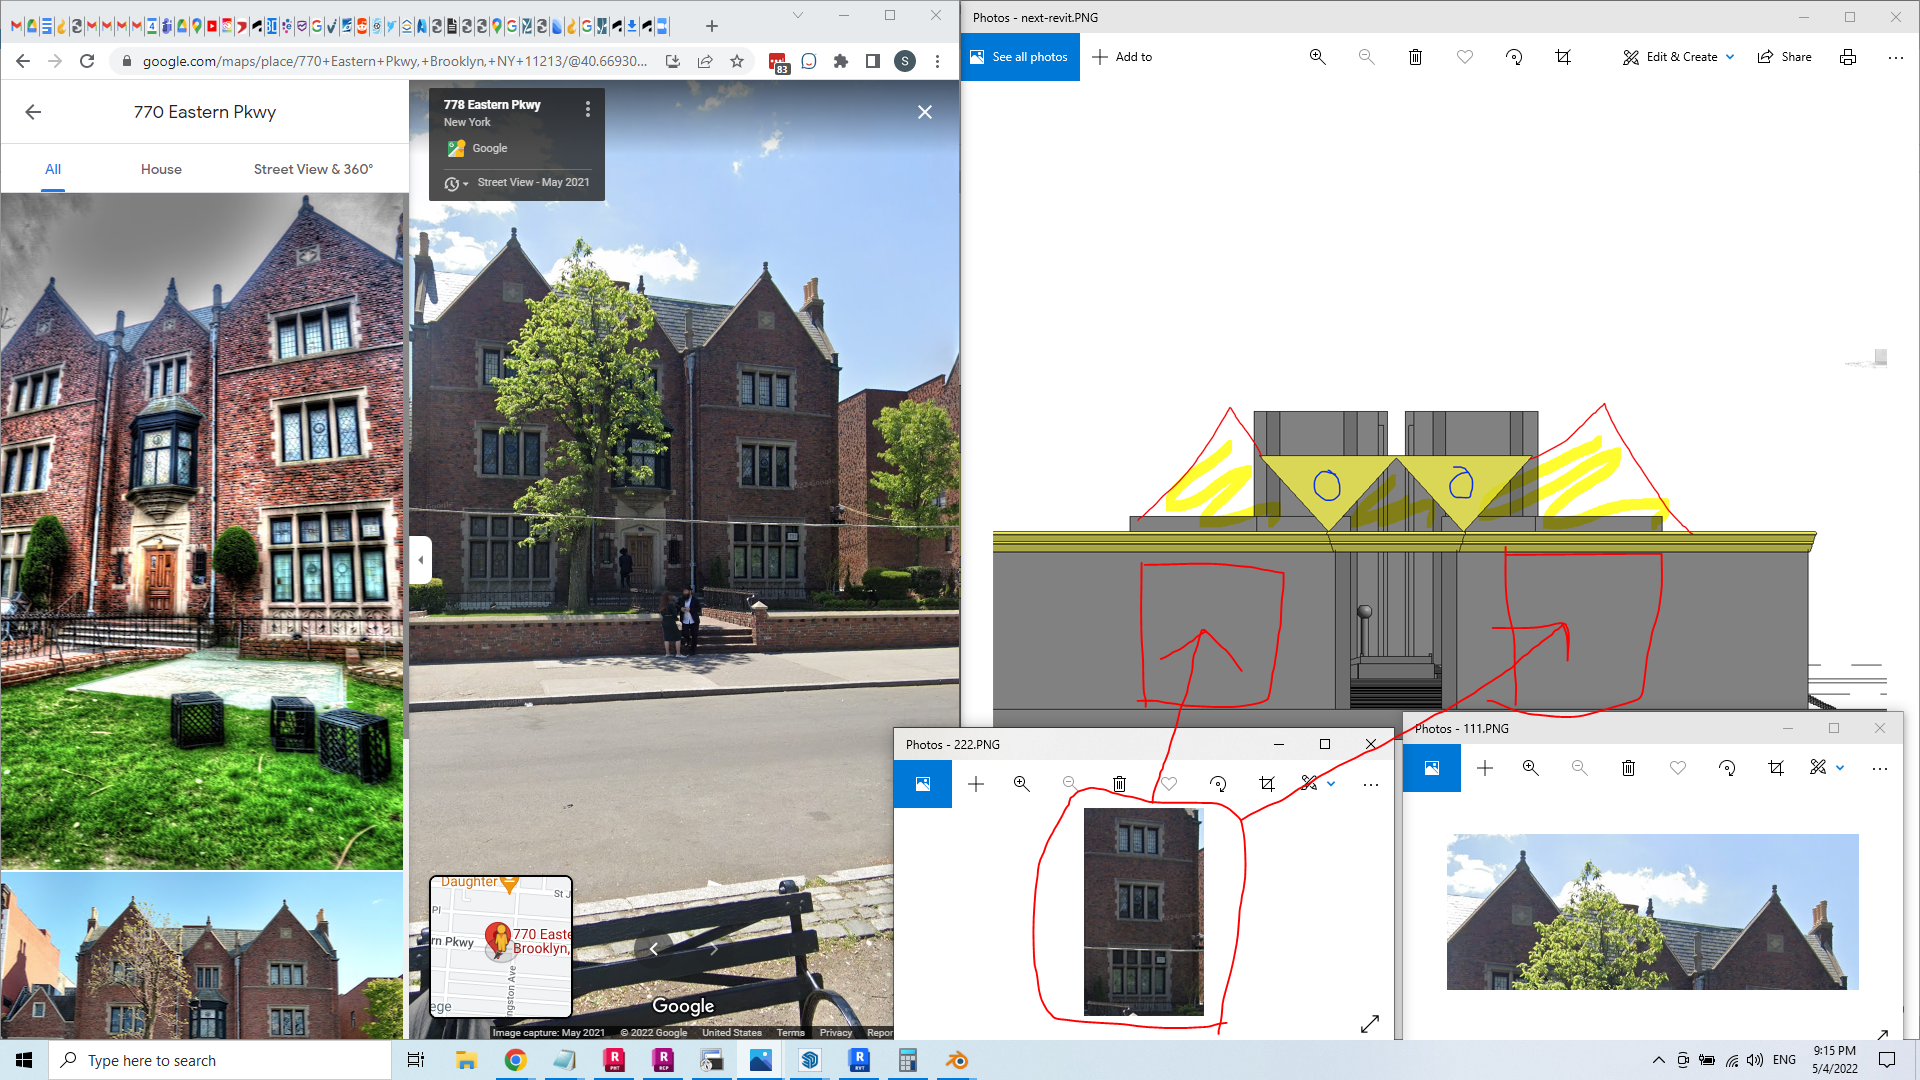 google.com/maps/place/770+Eastern+Pkwy,+Brooklyn,+NY+11213/@40.66930...
83
S
770 Eastern Pkwy
All
House
Street View & 360°
778 Eastern Pkwy
New York
Google
Street View - May 2021
Daughter
St J
Pl
rn Pkwy
770 Easte
Brooklyn,
ngston Ave
ege
Google
Image capture: May 2021
© 2022 Google
United States
Terms
Privacy
Repor
Photos - next-revit.PNG
See all photos
Add to
Edit & Create
Share
Photos - 222.PNG
Photos - 111.PNG
Type here to search
ENG
9:15 PM
5/4/2022